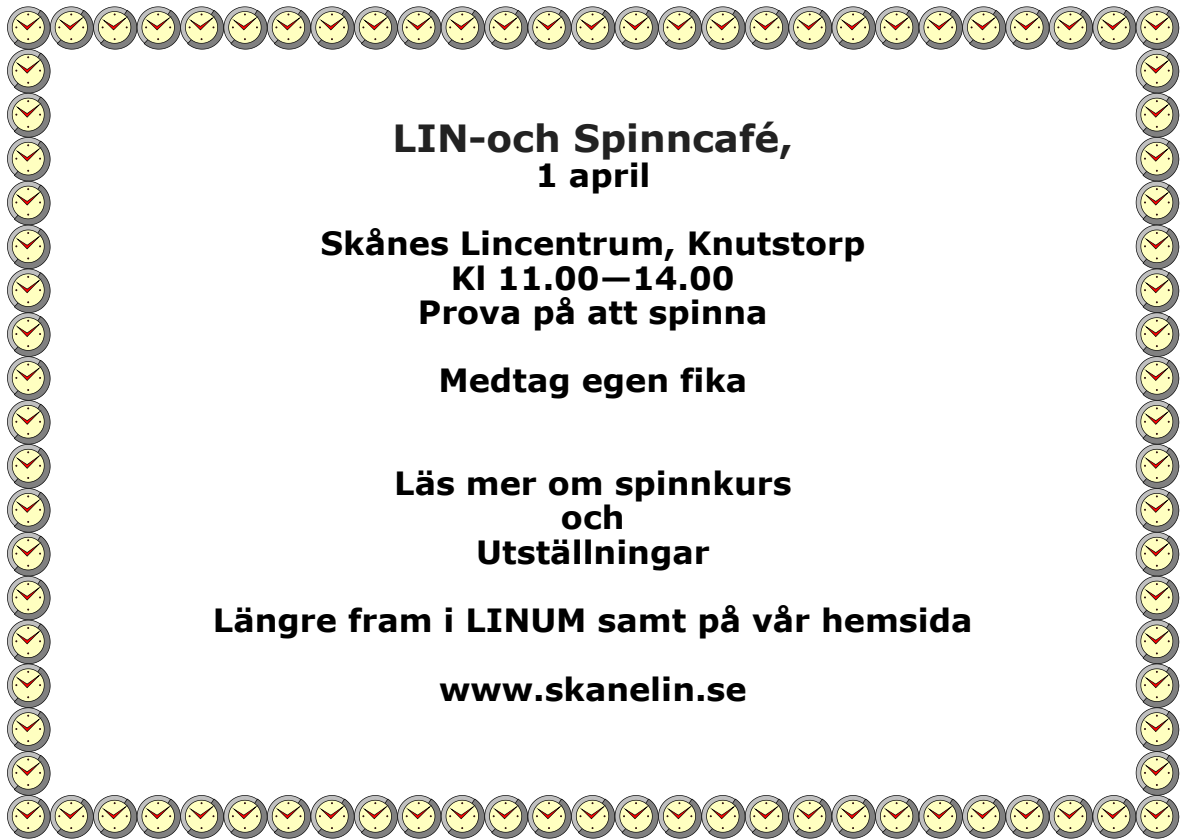 LIN-och Spinncafé,
1 april
Skånes Lincentrum, Knutstorp
Kl 11.00—14.00
Prova på att spinna
Medtag egen fika
Läs mer om spinnkurs
och
Utställningar
Längre fram i LINUM samt på vår hemsida
www.skanelin.se